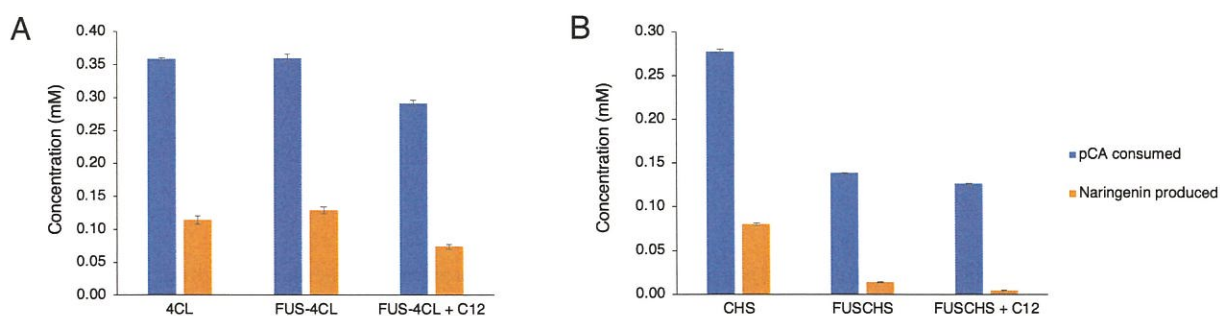 A
Concentration (mM)
0.40
0.35
0.30
0.25
0.20
0.15
0.10
0.05
0.00
4CL
FUS-4CL
FUS-4CL + C12
B
Concentration (mM)
0.30
0.25
0.20
0.15
0.10
0.05
0.00
CHS
FUSCHS
FUSCHS + C12
pCA consumed
Naringenin produced